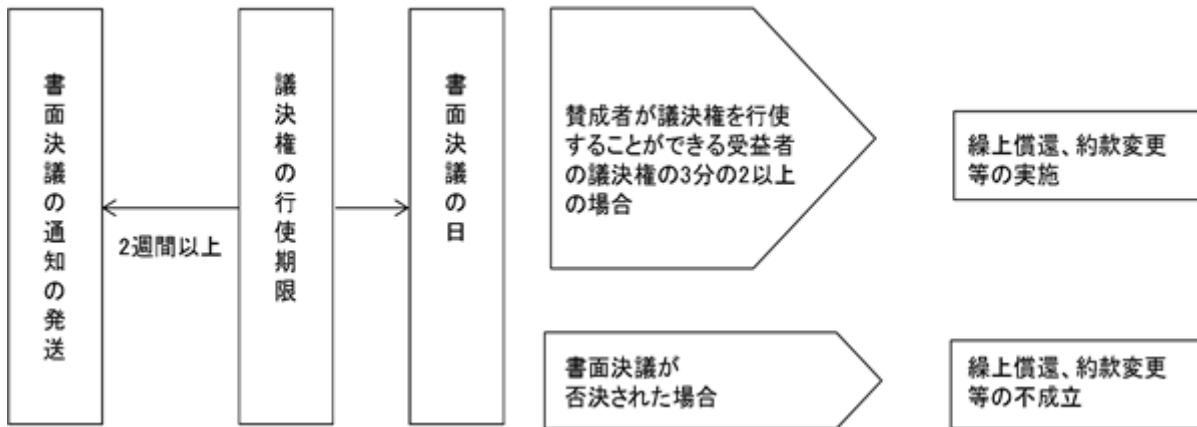 書面決議の通知の発送
2週間以上
議決権の行使期限
書面決議の日
賛成者が議決権を行使
することができる受益者
の議決権の3分の2以上
の場合
繰上償還、約款変更
等の実施
書面決議が
否決された場合
繰上償還、約款変更
等の不成立